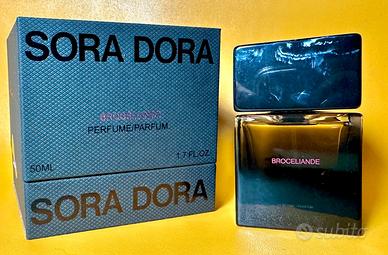 SORA DORA
BROCELIANDE
PERFUME/PARFUM
50ML
1.7 FL.OZ.
SORA DORA
BROCELIANDE
subito